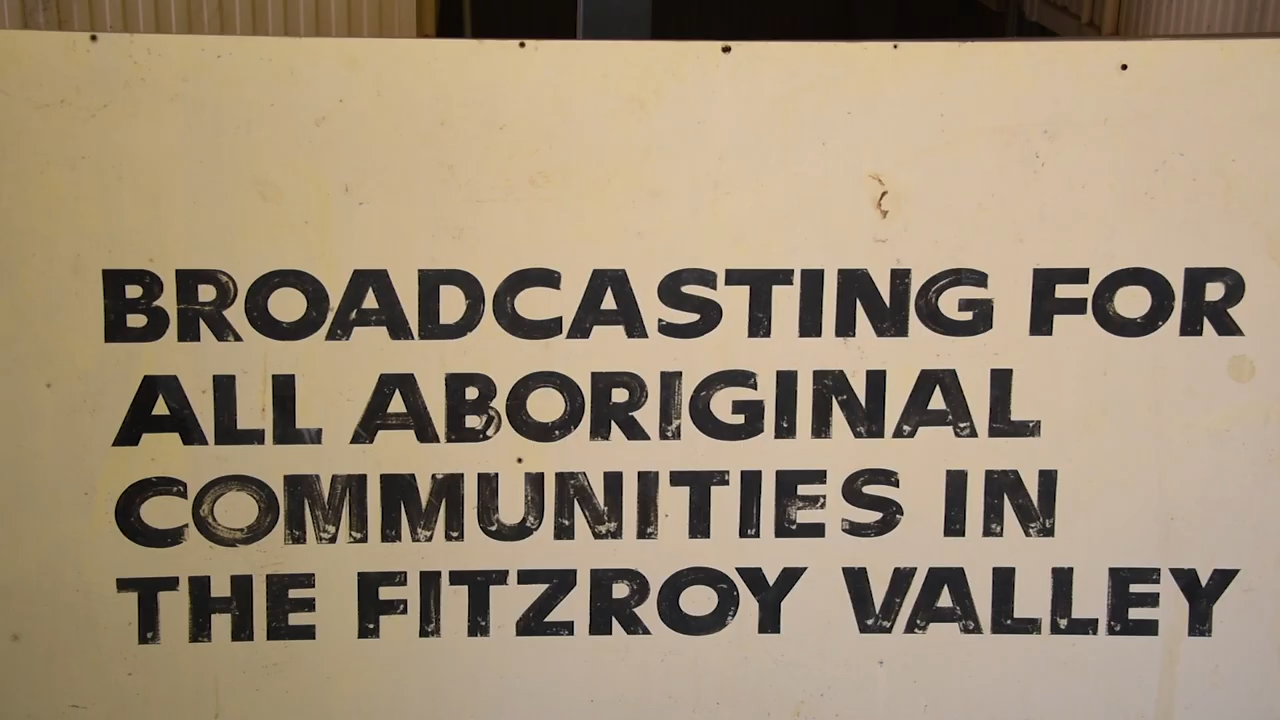 BROADCASTING FOR
ALL ABORIGINAL
COMMUNITIES IN
THE FITZROY VALLEY